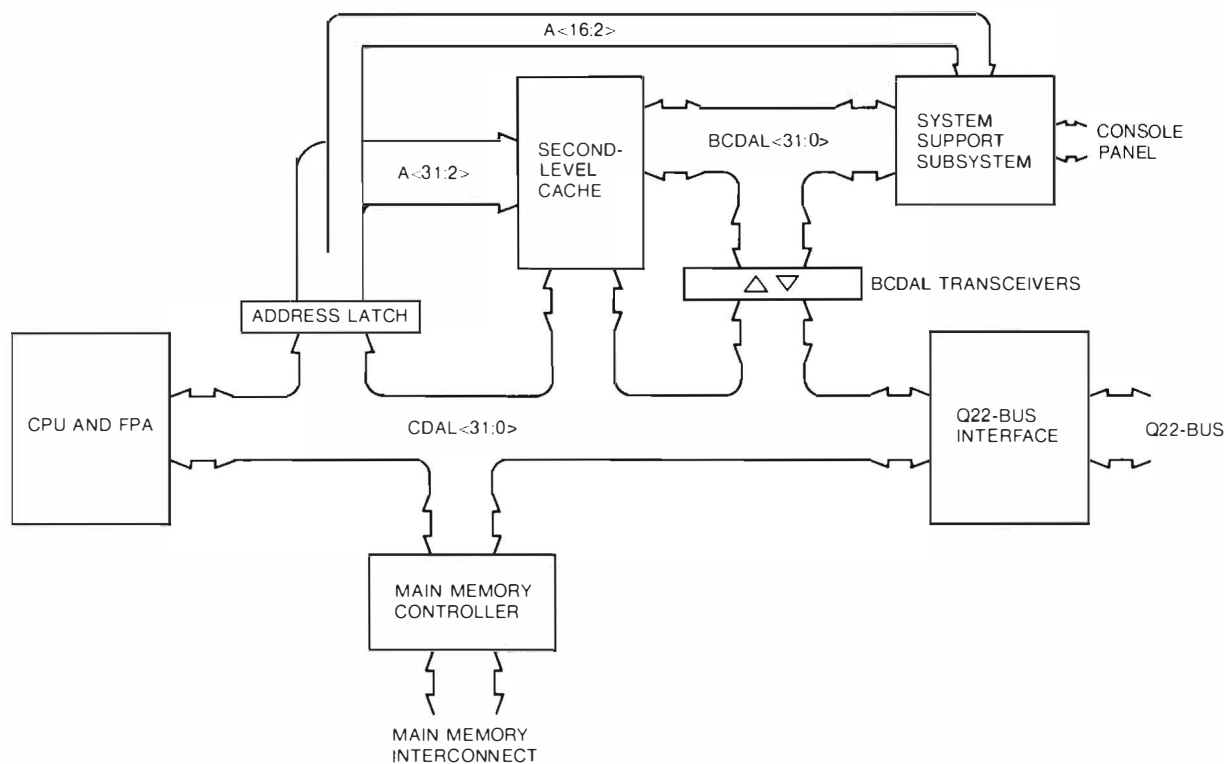 A<16:2>
SECOND-
LEVEL
CACHE
BCDAL<31:0>
SYSTEM
SUPPORT
SUBSYSTEM
CONSOLE
PANEL
A<31:2>
BCDAL TRANSCEIVERS
ADDRESS LATCH
CPU AND FPA
CDAL<31:0>
Q22-BUS
INTERFACE
Q22-BUS
MAIN MEMORY
CONTROLLER
MAIN MEMORY
INTERCONNECT